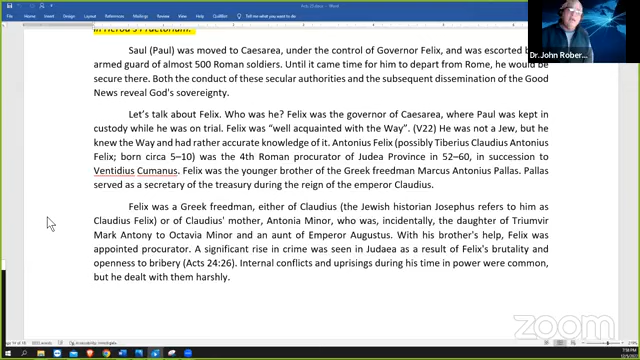 File Home Insert Draw Design Layout References Mailings Review View Help QuillBot Tell me what you want to do
in Herod's Praetorium.
Saul (Paul) was moved to Caesarea, under the control of Governor Felix, and was escorted
armed guard of almost 500 Roman soldiers. Until it came time for him to depart from Rome, he would be
secure there. Both the conduct of these secular authorities and the subsequent dissemination of the Good
News reveal God's sovereignty.
Let's talk about Felix. Who was he? Felix was the governor of Caesarea, where Paul was kept in
custody while he was on trial. Felix was "well acquainted with the Way". (V22) He was not a Jew, but he
knew the Way and had rather accurate knowledge of it. Antonius Felix (possibly Tiberius Claudius Antonius
Felix; born circa 5–10) was the 4th Roman procurator of Judea Province in 52–60, in succession to
Ventidius Cumanus. Felix was the younger brother of the Greek freedman Marcus Antonius Pallas. Pallas
served as a secretary of the treasury during the reign of the emperor Claudius.
Felix was a Greek freedman, either of Claudius (the Jewish historian Josephus refers to him as
Claudius Felix) or of Claudius' mother, Antonia Minor, who was, incidentally, the daughter of Triumvir
Mark Antony to Octavia Minor and an aunt of Emperor Augustus. With his brother's help, Felix was
appointed procurator. A significant rise in crime was seen in Judaea as a result of Felix's brutality and
openness to bribery (Acts 24:26). Internal conflicts and uprisings during his time in power were common,
but he dealt with them harshly.
Dr. John Rober...
zoom